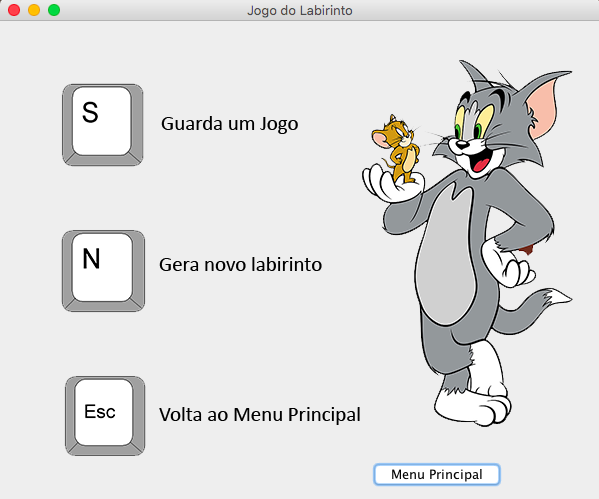 Jogo do Labirinto
S
Guarda um Jogo
N
Gera novo labirinto
Esc
Volta ao Menu Principal
Menu Principal